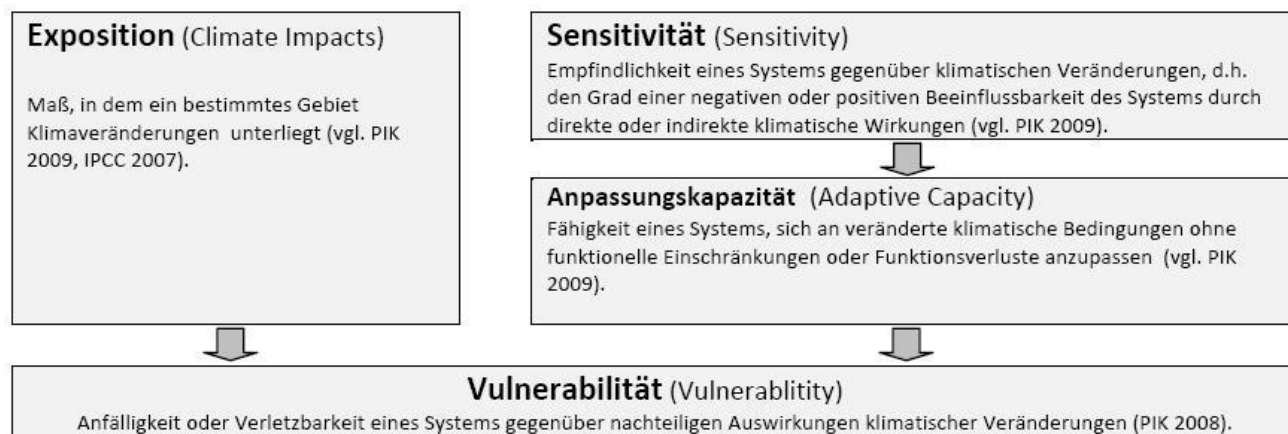 Exposition (Climate Impacts)
Maß, in dem ein bestimmtes Gebiet
Klimaveränderungen unterliegt (vgl. PIK
2009, IPCC 2007).
Sensitivität (Sensitivity)
Empfindlichkeit eines Systems gegenüber klimatischen Veränderungen, d.h.
den Grad einer negativen oder positiven Beeinflussbarkeit des Systems durch
direkte oder indirekte klimatische Wirkungen (vgl. PIK 2009).
Anpassungskapazität (Adaptive Capacity)
Fähigkeit eines Systems, sich an veränderte klimatische Bedingungen ohne
funktionelle Einschränkungen oder Funktionsverluste anzupassen (vgl. PIK
2009).
Vulnerabilität (Vulnerablitity)
Anfälligkeit oder Verletzbarkeit eines Systems gegenüber nachteiligen Auswirkungen klimatischer Veränderungen (PIK 2008).